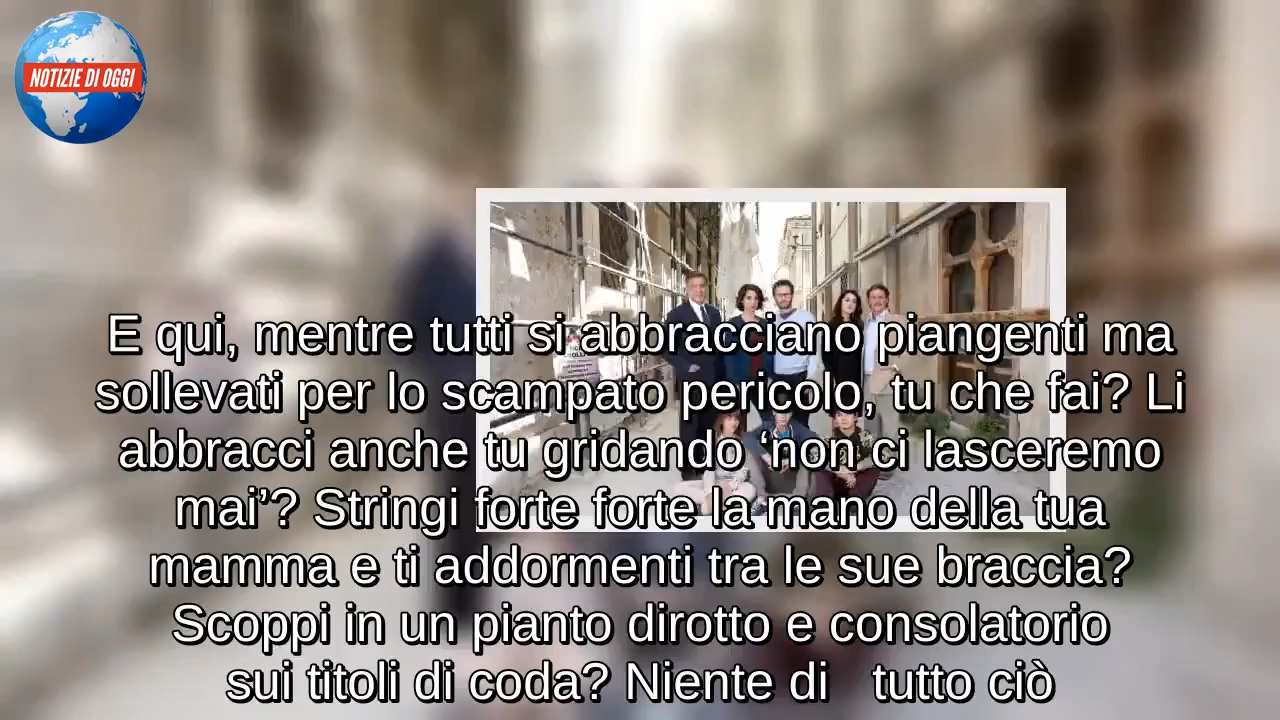 NOTIZIE DI OGGI
E qui, mentre tutti si abbracciano piangenti ma
sollevati per lo scampato pericolo, tu che fai? Li
abbracci anche tu gridando ‘non ci lasceremo
mai’? Stringi forte forte la mano della tua
mamma e ti addormenti tra le sue braccia?
Scoppi in un pianto dirotto e consolatorio
sui titoli di coda? Niente di tutto ciò